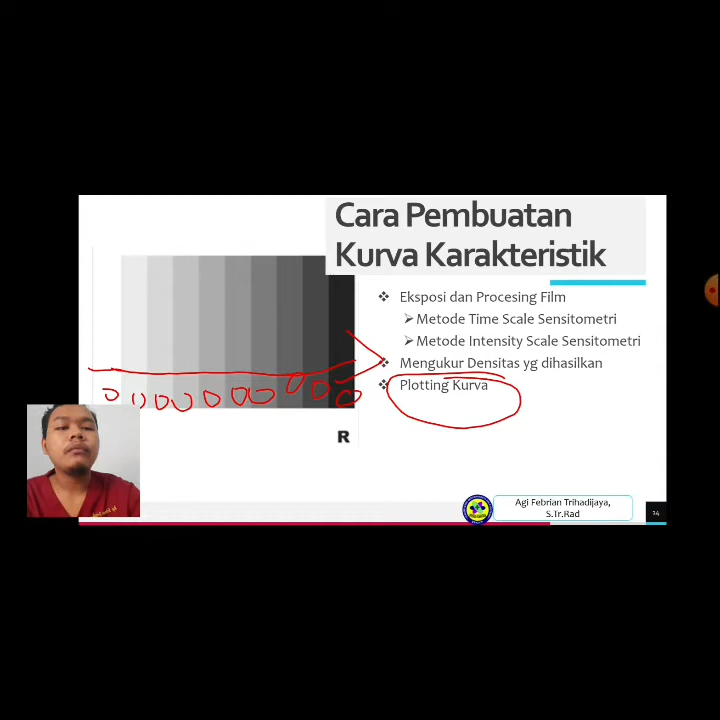 Cara Pembuatan
Kurva Karakteristik
Eksposi dan Procesing Film
Metode Time Scale Sensitometri
Metode Intensity Scale Sensitometri
Mengukur Densitas yg dihasilkan
Plotting Kurva
R
Agi Febrian Trihadijaya,
S.Tr.Rad
14